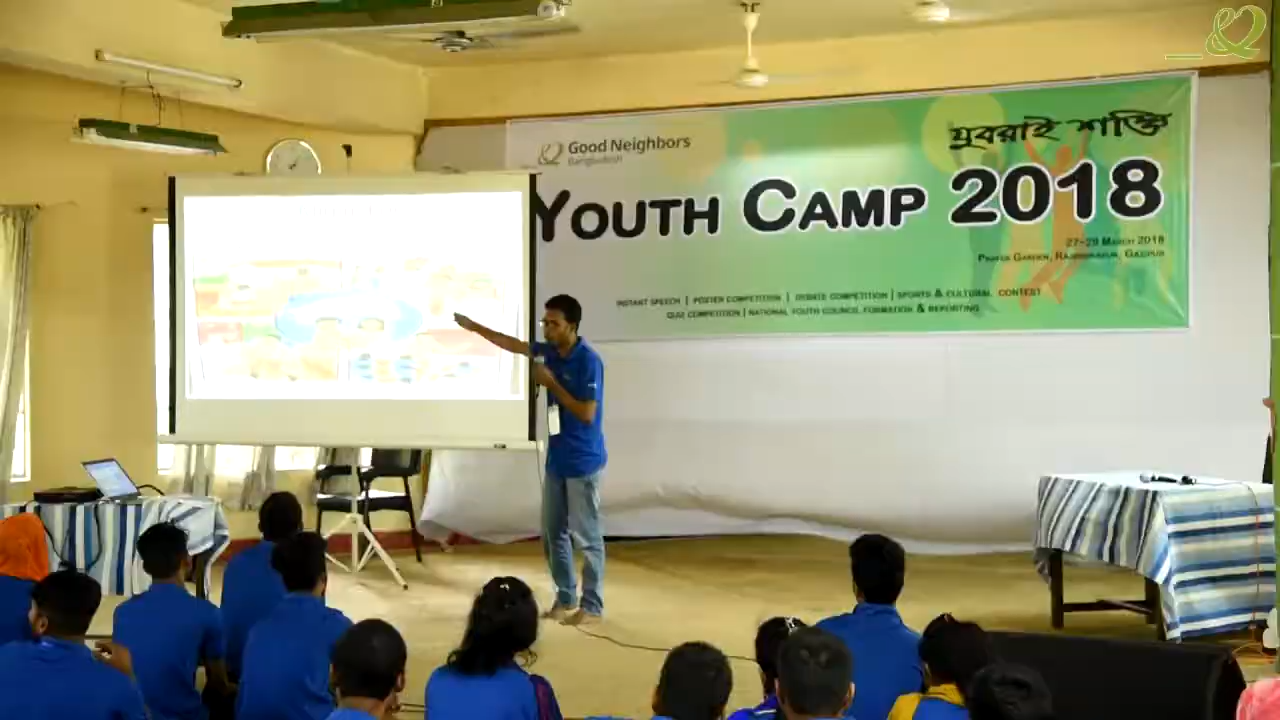 Good Neighbors
Bangladesh
যুবরাই শক্তি
YOUTH CAMP 2018
27-29 MARCH 2018
INSTANT SPEECH | POSTER COMPETITION | DEBATE COMPETITION | SPORTS & CULTURAL CONTEST
QUIZ COMPETITION | NATIONAL YOUTH COUNCIL FORMATION & REPORTING